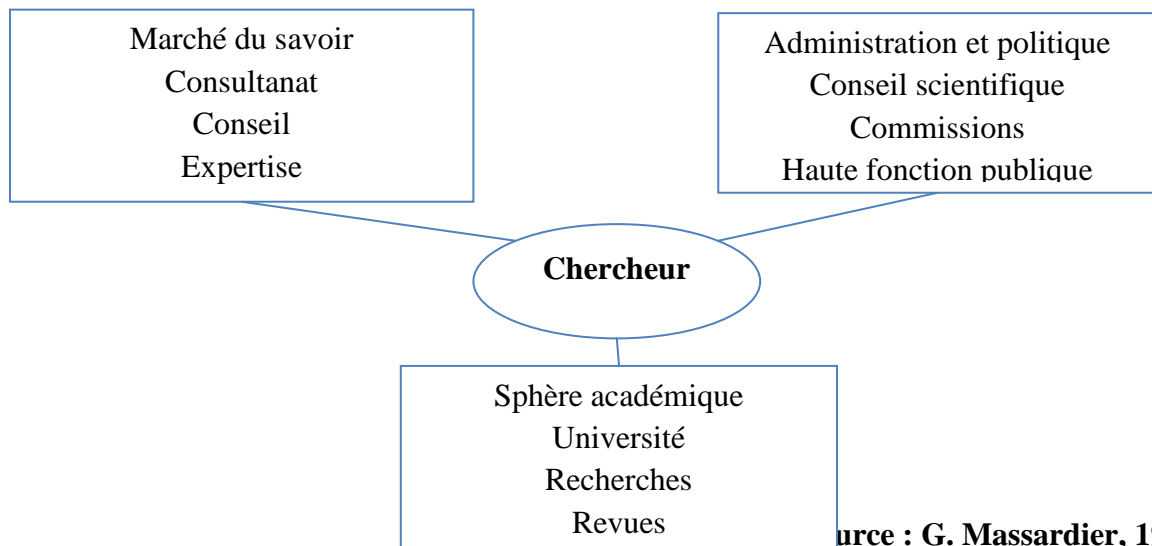 Marché du savoir
Consultanat
Conseil
Expertise
Administration et politique
Conseil scientifique
Commissions
Haute fonction publique
Chercheur
Sphère académique
Université
Recherches
Revues
urce : G. Massardier, 19